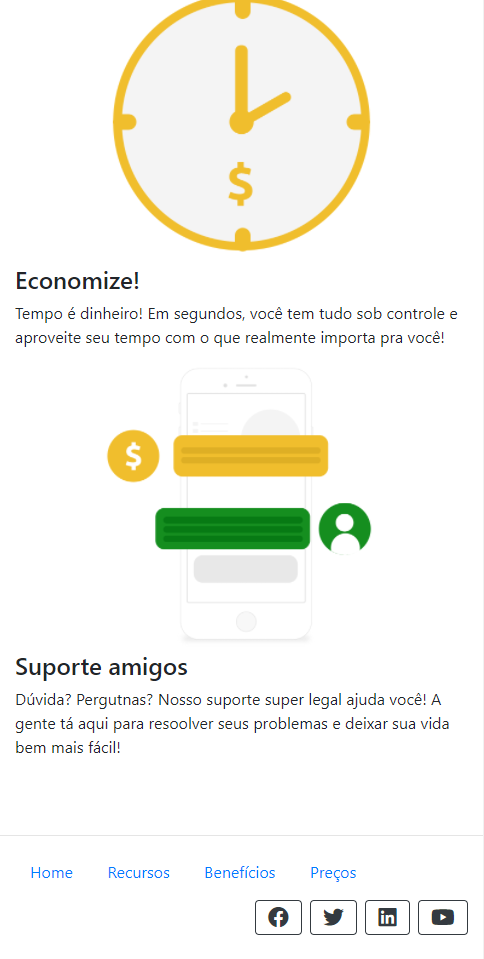 $
Economize!
Tempo é dinheiro! Em segundos, você tem tudo sob controle e
aproveite seu tempo com o que realmente importa pra você!
$
Suporte amigos
Dúvida? Pergutnas? Nosso suporte super legal ajuda você! A
gente tá aqui para resoolver seus problemas e deixar sua vida
bem mais fácil!
Home Recursos Benefícios Preços